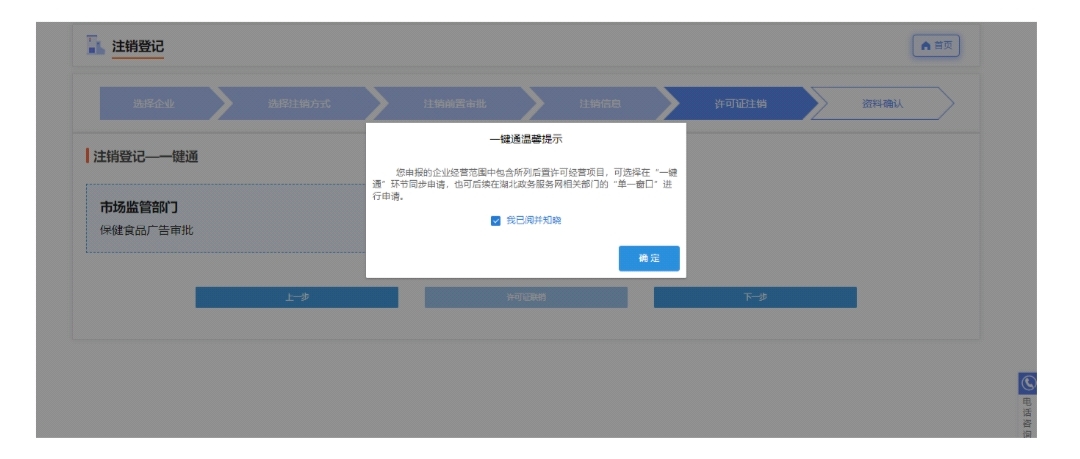 注销登记
首页
选择企业
选择注销方式
注销前置审批
注销信息
许可证注销
资料确认
一键通温馨提示
注销登记——一键通
您申报的企业经营范围中包含所列后置许可经营项目，可选择在“一键
通”环节同步申请，也可后续在湖北政务服务网相关部门的“单一窗口”进
行申请。
市场监管部门
保健食品广告审批
我已阅并知晓
确定
上一步
许可证联销
下一步
电
话
咨
询